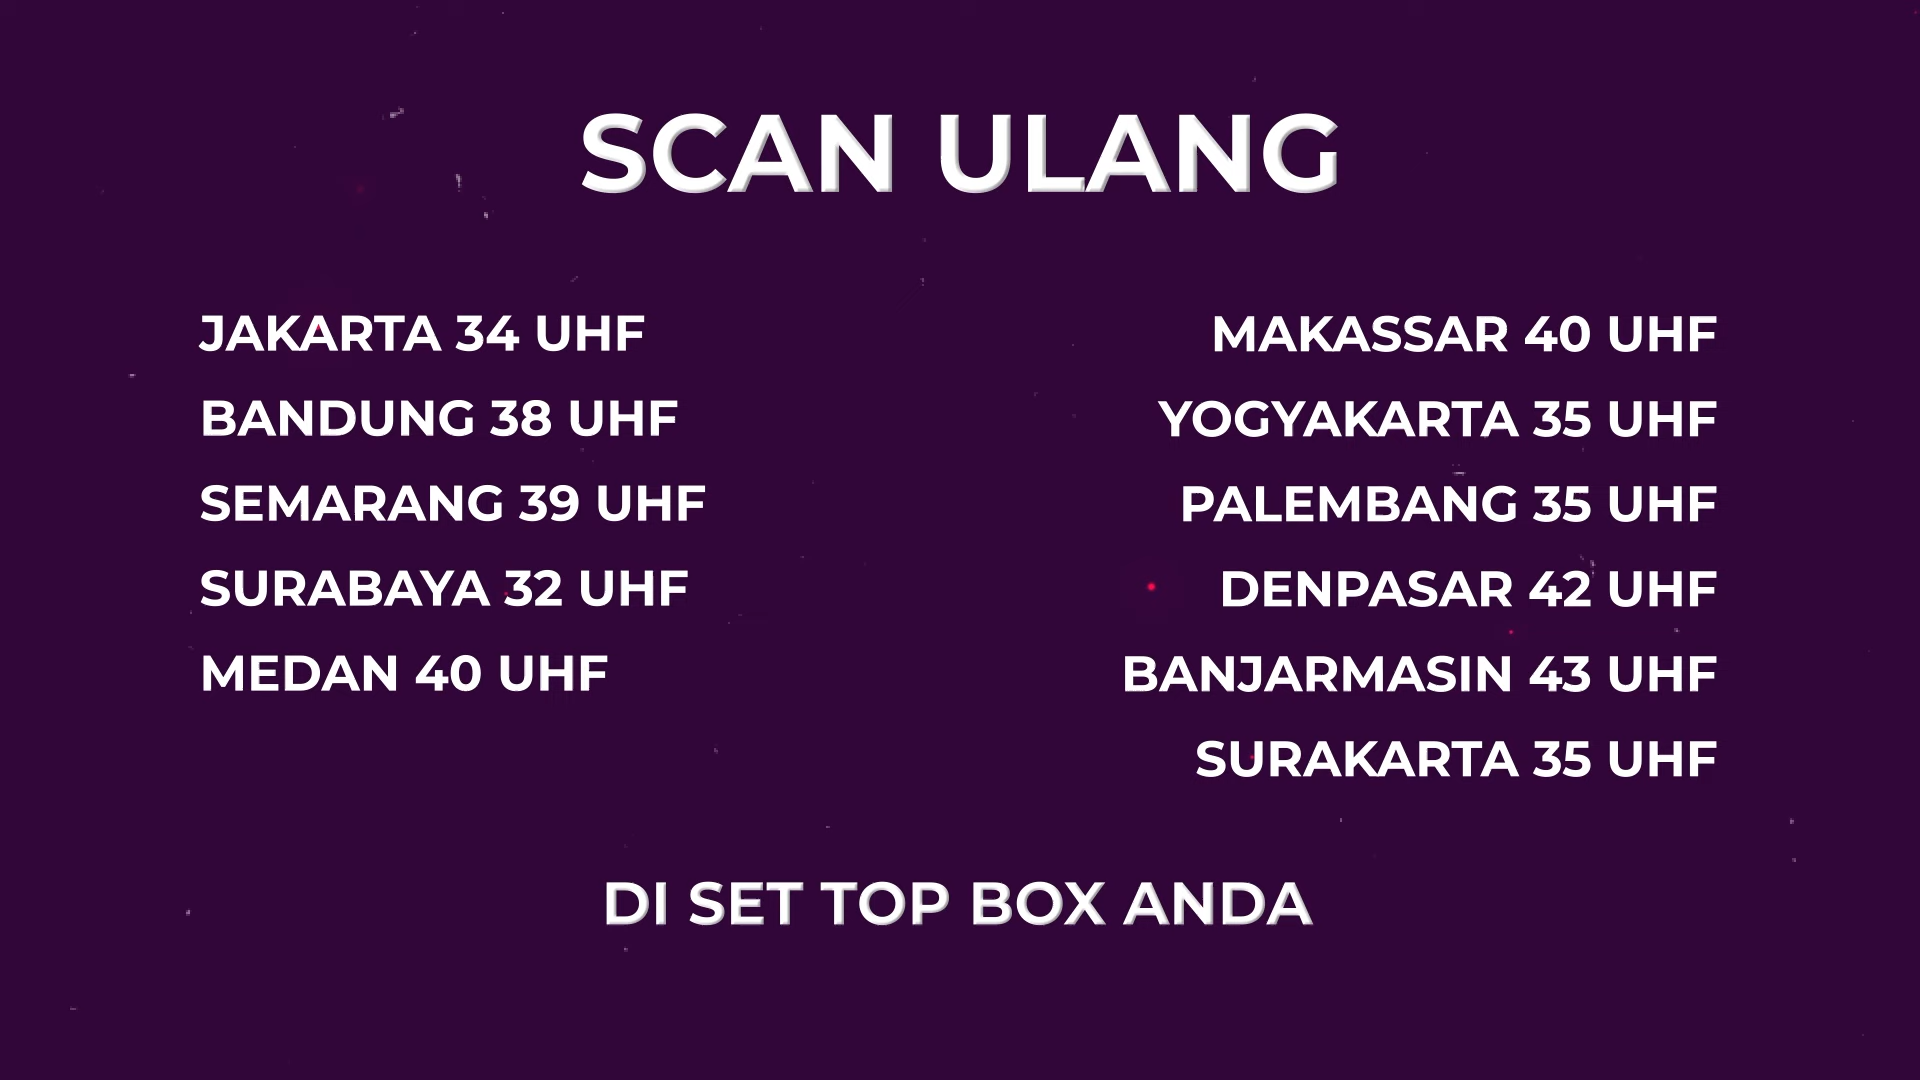 SCAN ULANG
JAKARTA 34 UHF
BANDUNG 38 UHF
SEMARANG 39 UHF
SURABAYA 32 UHF
MEDAN 40 UHF
MAKASSAR 40 UHF
YOGYAKARTA 35 UHF
PALEMBANG 35 UHF
DENPASAR 42 UHF
BANJARMASIN 43 UHF
SURAKARTA 35 UHF
DI SET TOP BOX ANDA